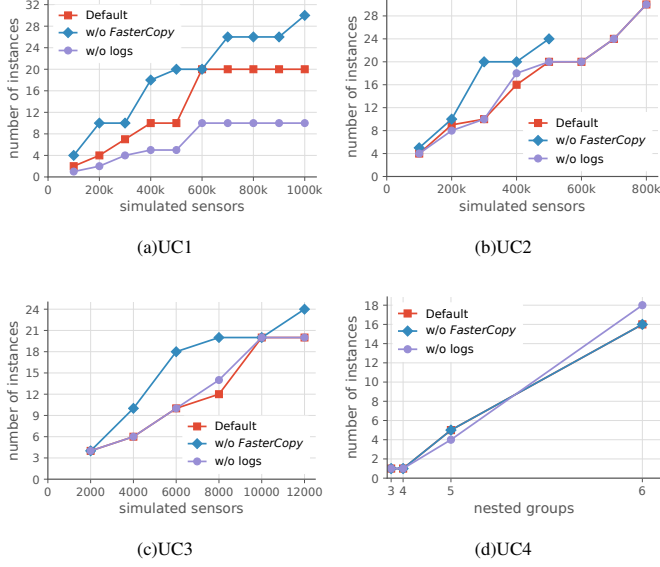 32
28
24
20
16
12
8
4
0
number of instances
Default
w/o FasterCopy
w/o logs
0 200k 400k 600k 800k 1000k
simulated sensors
(a)UC1
28
24
20
16
12
8
4
0
number of instances
Default
w/o FasterCopy
w/o logs
0 200k 400k 600k 800k
simulated sensors
(b)UC2
24
21
18
15
12
9
6
3
0
number of instances
Default
w/o FasterCopy
w/o logs
0 2000 4000 6000 8000 10000 12000
simulated sensors
(c)UC3
18
16
14
12
10
8
6
4
2
0
number of instances
Default
w/o FasterCopy
w/o logs
3 4 5 6
nested groups
(d)UC4